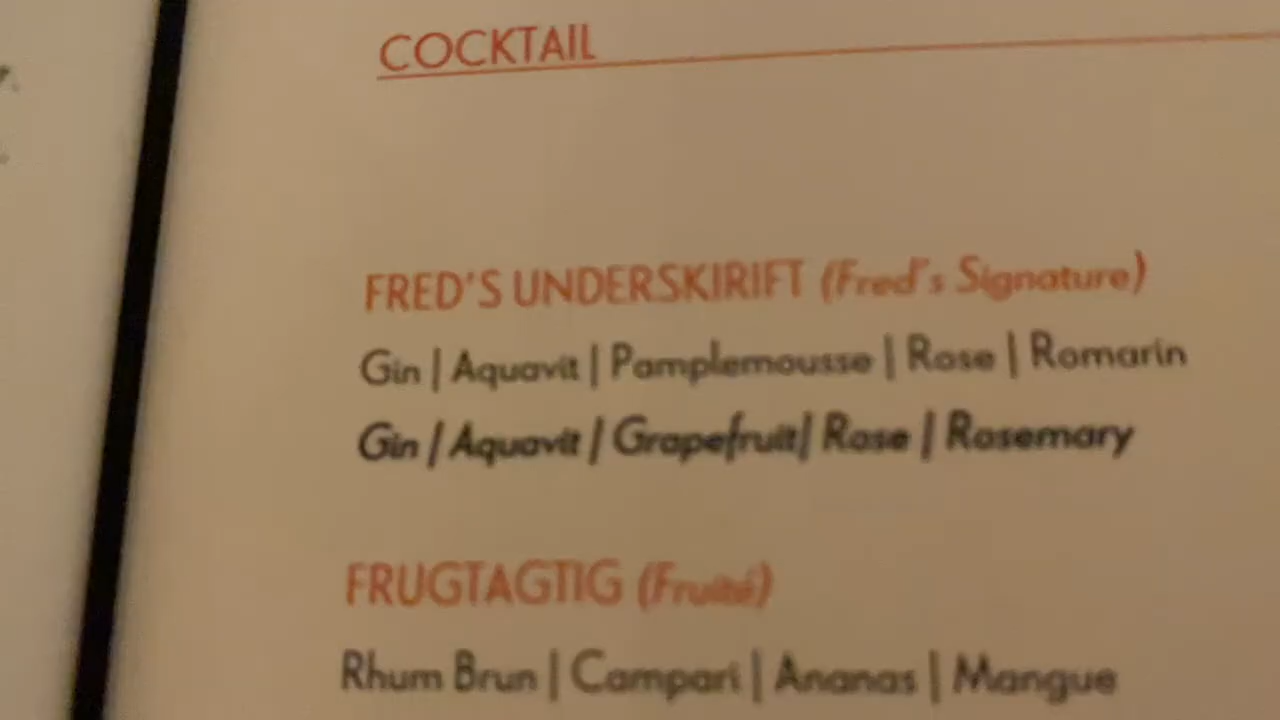 COCKTAIL
FRED'S UNDERSKIRIFT (Fred's Signature)
Gin | Aquavit | Pamplemousse | Rose | Romarin
Gin | Aquavit | Grapefruit | Rose | Rosemary
FRUGTAGTIG (Fruité)
Rhum Brun | Campari | Ananas | Mangue